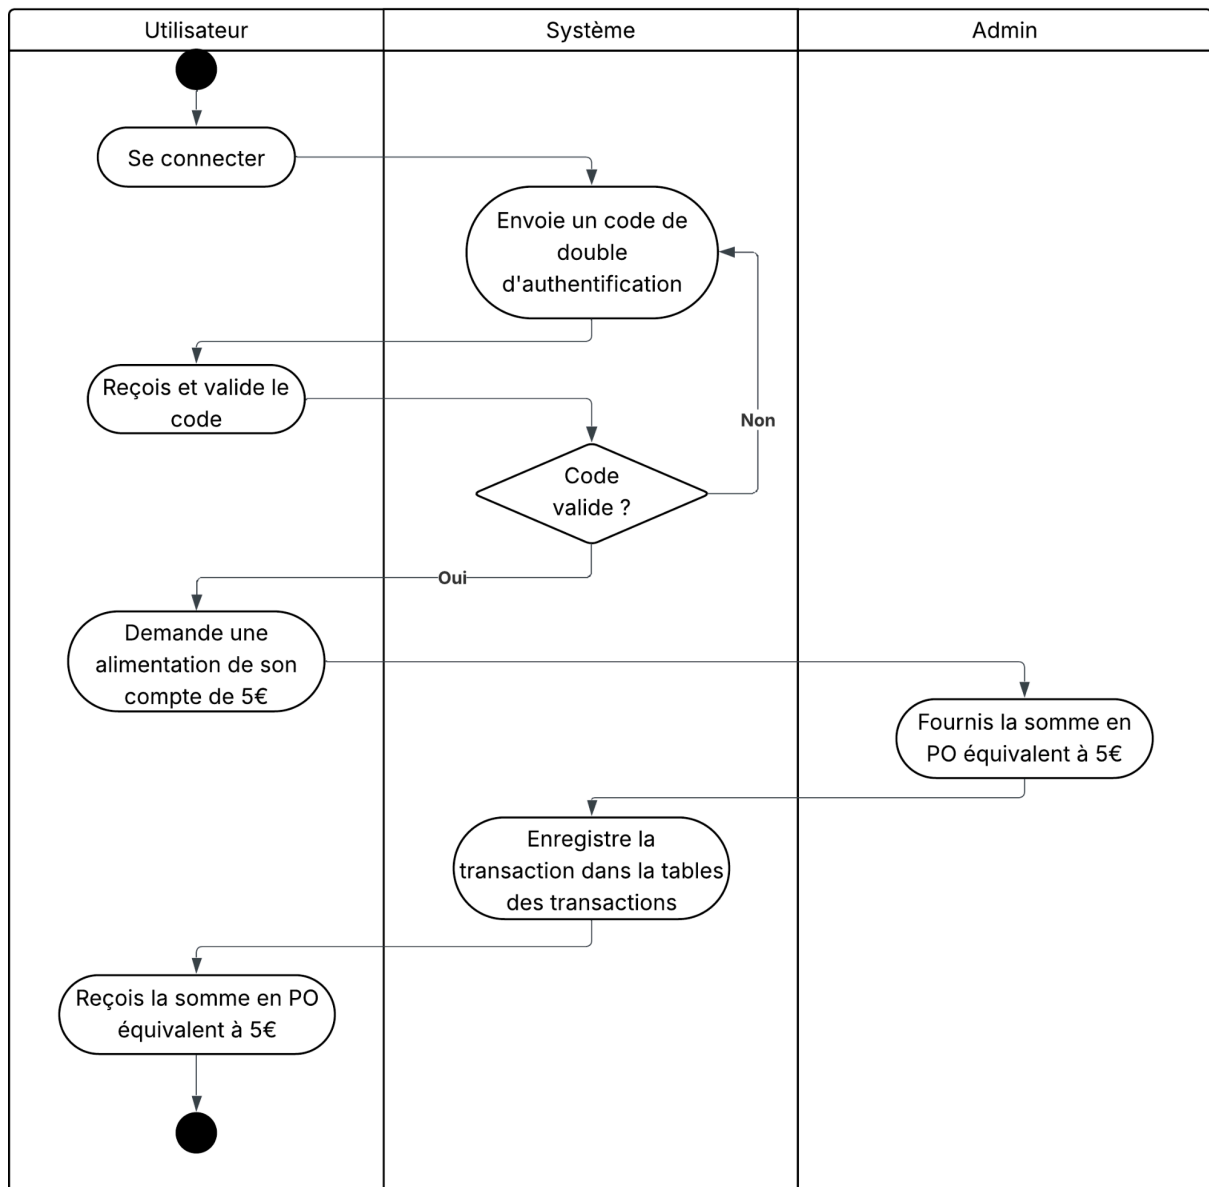 Utilisateur
Système
Admin
Se connecter
Envoie un code de
double
d'authentification
Reçois et valide le
code
Non
Code
valide ?
Oui
Demande une
alimentation de son
compte de 5€
Fournis la somme en
PO équivalent à 5€
Enregistre la
transaction dans la tables
des transactions
Reçois la somme en PO
équivalent à 5€